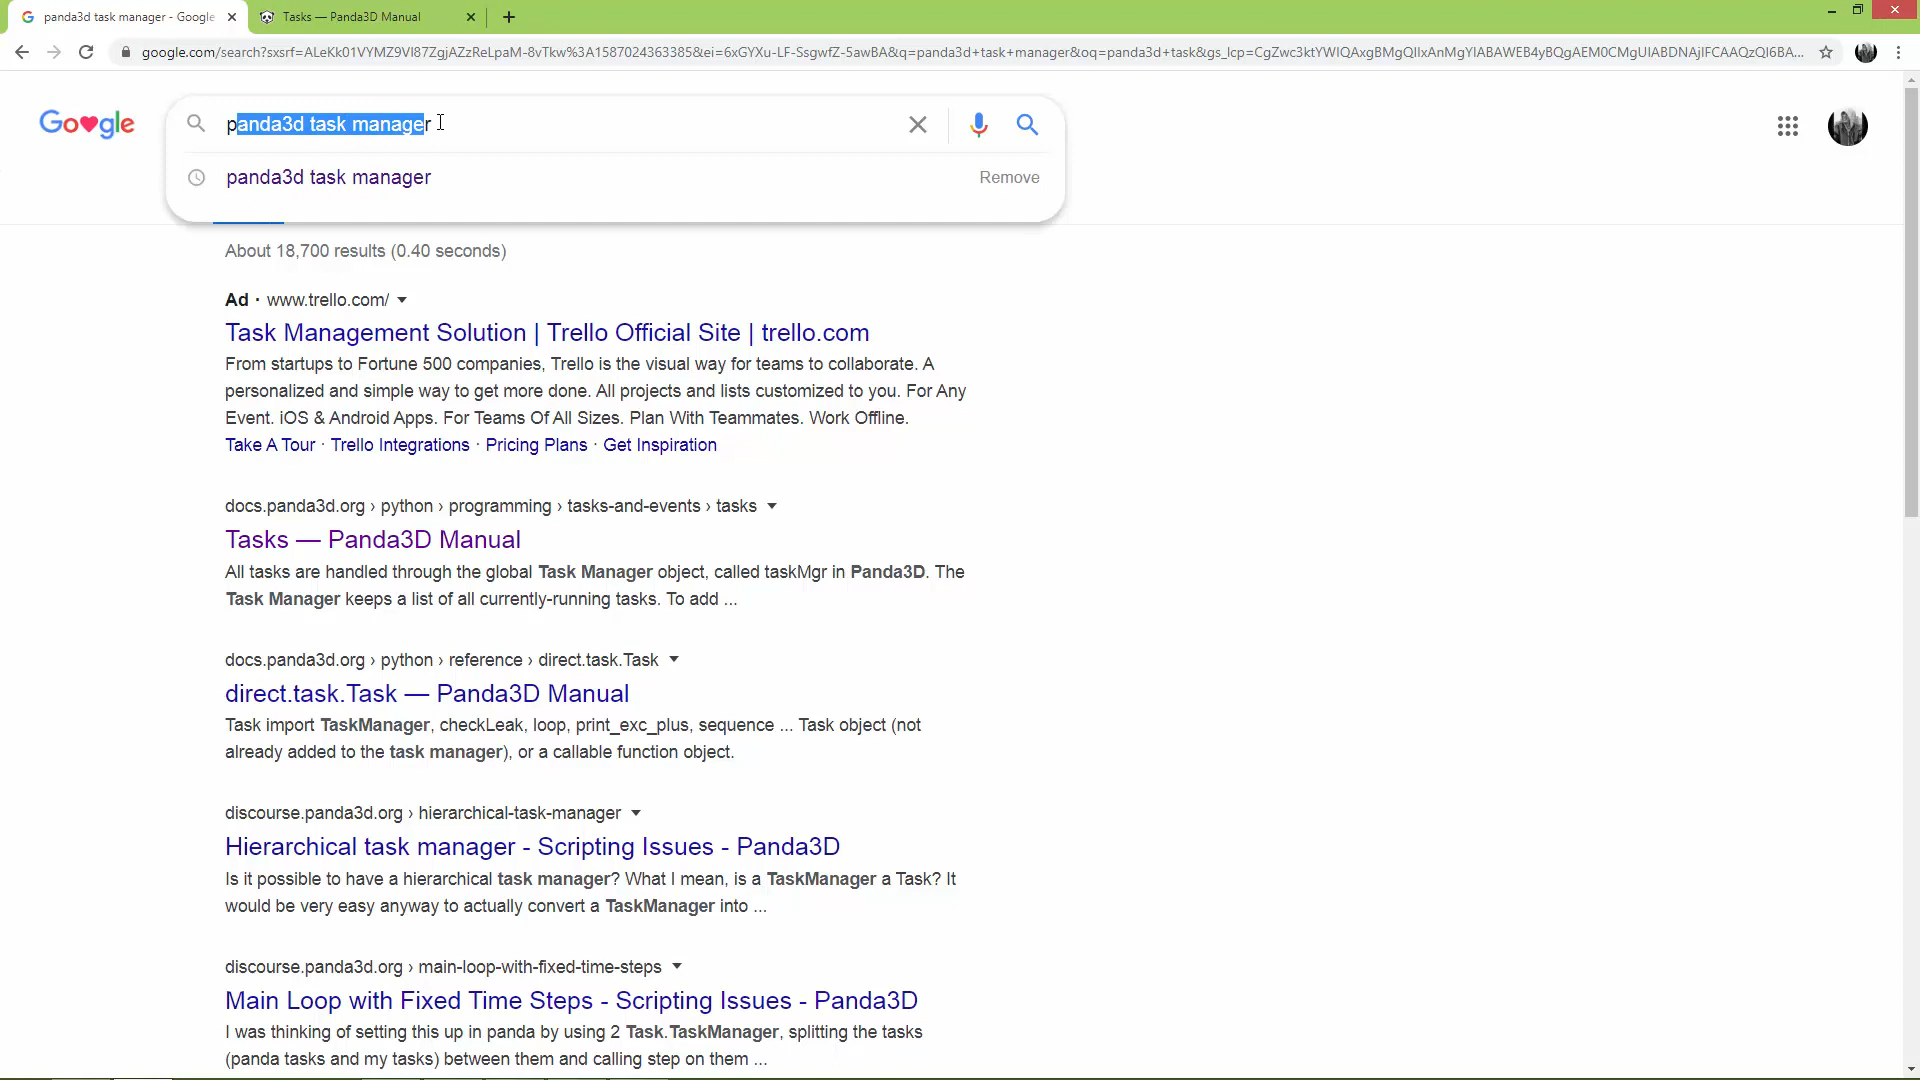 panda3d task manager - Google
Tasks — Panda3D Manual
google.com/search?sxsrf=ALeKk01VYMZ9Vl87ZgjAZzReLpaM-8vTkw%3A1587024363385&ei=6xGYXu-LF-SsgwfZ-5awBA&q=panda3d+task+manager&oq=panda3d+task&gs_lcp=CgZwc3ktYWIQAxgBMgQIIxAnMgYIABAWEB4yBQgAEM0CMgUIABDNAjIFCAAQzQI6BA...
Google
panda3d task manager
panda3d task manager
Remove
About 18,700 results (0.40 seconds)
Ad · www.trello.com/
Task Management Solution | Trello Official Site | trello.com
From startups to Fortune 500 companies, Trello is the visual way for teams to collaborate. A
personalized and simple way to get more done. All projects and lists customized to you. For Any
Event. iOS & Android Apps. For Teams Of All Sizes. Plan With Teammates. Work Offline.
Take A Tour · Trello Integrations · Pricing Plans · Get Inspiration
docs.panda3d.org › python › programming › tasks-and-events › tasks
Tasks — Panda3D Manual
All tasks are handled through the global Task Manager object, called taskMgr in Panda3D. The
Task Manager keeps a list of all currently-running tasks. To add ...
docs.panda3d.org › python › reference › direct.task.Task
direct.task.Task — Panda3D Manual
Task import TaskManager, checkLeak, loop, print_exc_plus, sequence ... Task object (not
already added to the task manager), or a callable function object.
discourse.panda3d.org › hierarchical-task-manager
Hierarchical task manager - Scripting Issues - Panda3D
Is it possible to have a hierarchical task manager? What I mean, is a TaskManager a Task? It
would be very easy anyway to actually convert a TaskManager into ...
discourse.panda3d.org › main-loop-with-fixed-time-steps
Main Loop with Fixed Time Steps - Scripting Issues - Panda3D
I was thinking of setting this up in panda by using 2 Task.TaskManager, splitting the tasks
(panda tasks and my tasks) between them and calling step on them ...